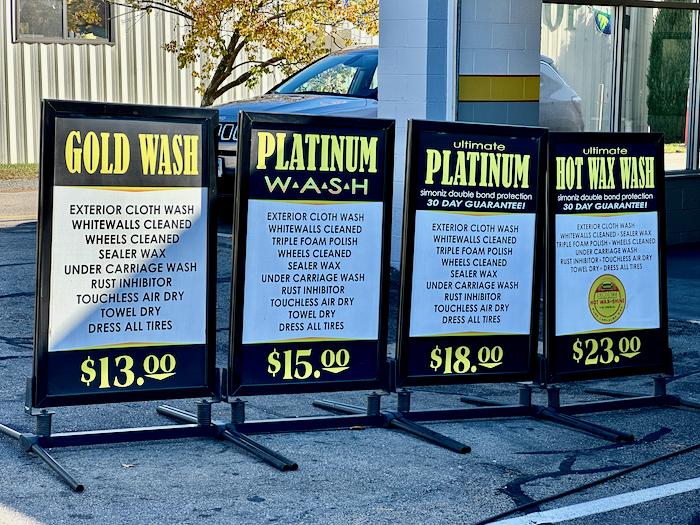 GOLD WASH
EXTERIOR CLOTH WASH
WHITEWALLS CLEANED
WHEELS CLEANED
SEALER WAX
UNDER CARRIAGE WASH
RUST INHIBITOR
TOUCHLESS AIR DRY
TOWEL DRY
DRESS ALL TIRES
$13.00
PLATINUM
W•A•S•H
EXTERIOR CLOTH WASH
WHITEWALLS CLEANED
TRIPLE FOAM POLISH
WHEELS CLEANED
SEALER WAX
UNDER CARRIAGE WASH
RUST INHIBITOR
TOUCHLESS AIR DRY
TOWEL DRY
DRESS ALL TIRES
$15.00
ultimate
PLATINUM
simoniz double bond protection
30 DAY GUARANTEE!
EXTERIOR CLOTH WASH
WHITEWALLS CLEANED
TRIPLE FOAM POLISH
WHEELS CLEANED
SEALER WAX
UNDER CARRIAGE WASH
RUST INHIBITOR
TOUCHLESS AIR DRY
DRESS ALL TIRES
$18.00
ultimate
HOT WAX WASH
simoniz double bond protection
30 DAY GUARANTEE!
EXTERIOR CLOTH WASH
WHITEWALLS CLEANED - SEALER WAX
TRIPLE FOAM POLISH - WHEELS CLEANED
UNDER CARRIAGE WASH
RUST INHIBITOR - TOUCHLESS AIR DRY
TOWEL DRY - DRESS ALL TIRES
HOT WAX-SHINE
$23.00